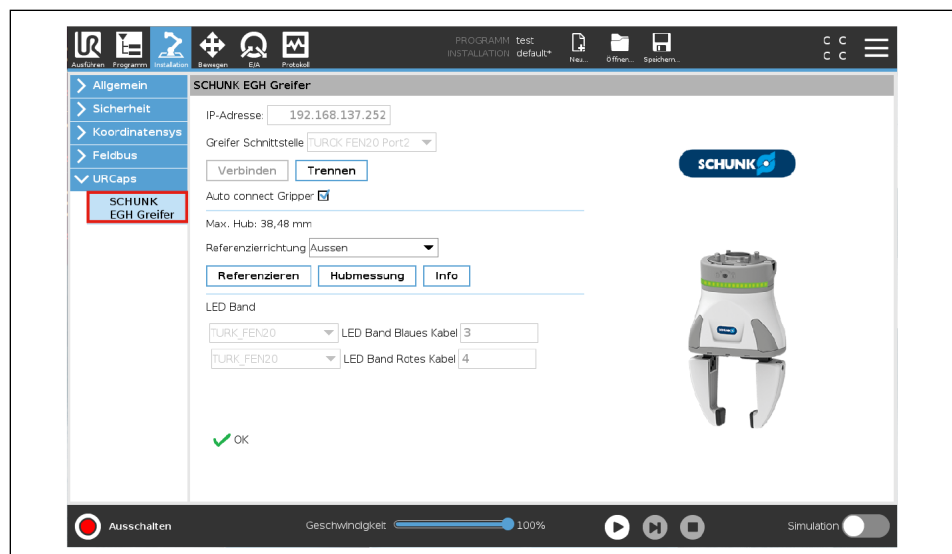 PROGRAMM test
INSTALLATION default*
Ausführen Programm Installation Bewegen E/A Protokoll Neu... Öffnen... Speichern...
C C
C C
Allgemein
Sicherheit
Koordinatensys
Feldbus
URCaps
SCHUNK
EGH Greifer
SCHUNK EGH Greifer
IP-Adresse: 192.168.137.252
Greifer Schnittstelle TURCK FEN20 Port2
Verbinden Trennen
Auto connect Gripper
Max. Hub: 38,48 mm
Referenzierrichtung Aussen
Referenzieren Hubmessung Info
LED Band
TURK_FEN20 LED Band Blaues Kabel 3
TURK_FEN20 LED Band Rotes Kabel 4
OK
SCHUNK
Ausschalten Geschwindigkeit 100% Simulation